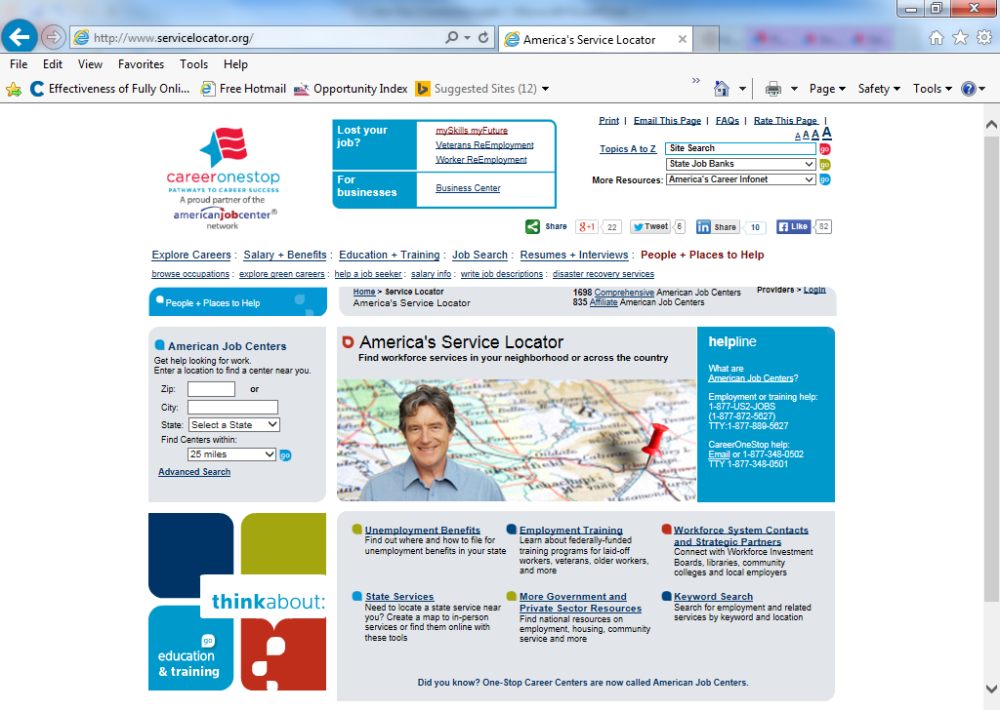 http://www.servicelocator.org/
America's Service Locator
File Edit View Favorites Tools Help
Effectiveness of Fully Onli... Free Hotmail Opportunity Index Suggested Sites (12) » Page Safety Tools
careeronestop
PATHWAYS TO CAREER SUCCESS
A proud partner of the
americanjobcenter®
network
Lost your job?
mySkills myFuture
Veterans ReEmployment
Worker ReEmployment
For businesses
Business Center
Print | Email This Page | FAQs | Rate This Page |
A A A A
Topics A to Z Site Search go
State Job Banks go
More Resources: America's Career Infonet go
Share g+1 22 Tweet 6 in Share 10 f Like 82
Explore Careers : Salary + Benefits : Education + Training : Job Search : Resumes + Interviews : People + Places to Help
browse occupations : explore green careers : help a job seeker : salary info : write job descriptions : disaster recovery services
People + Places to Help
Home > Service Locator
America's Service Locator
1698 Comprehensive American Job Centers
835 Affiliate American Job Centers
Providers > Login
American Job Centers
Get help looking for work.
Enter a location to find a center near you.
Zip: or
City:
State: Select a State
Find Centers within:
25 miles go
Advanced Search
America's Service Locator
Find workforce services in your neighborhood or across the country
helpline
What are
American Job Centers?
Employment or training help:
1-877-US2-JOBS
(1-877-872-5627)
TTY:1-877-889-5627
CareerOneStop help:
Email or 1-877-348-0502
TTY 1-877-348-0501
thinkabout:
go
education
& training
Unemployment Benefits
Find out where and how to file for
unemployment benefits in your state
Employment Training
Learn about federally-funded
training programs for laid-off
workers, veterans, older workers,
and more
Workforce System Contacts
and Strategic Partners
Connect with Workforce Investment
Boards, libraries, community
colleges and local employers
State Services
Need to locate a state service near
you? Create a map to in-person
services or find them online with
these tools
More Government and
Private Sector Resources
Find national resources on
employment, housing, community
service and more
Keyword Search
Search for employment and related
services by keyword and location
Did you know? One-Stop Career Centers are now called American Job Centers.